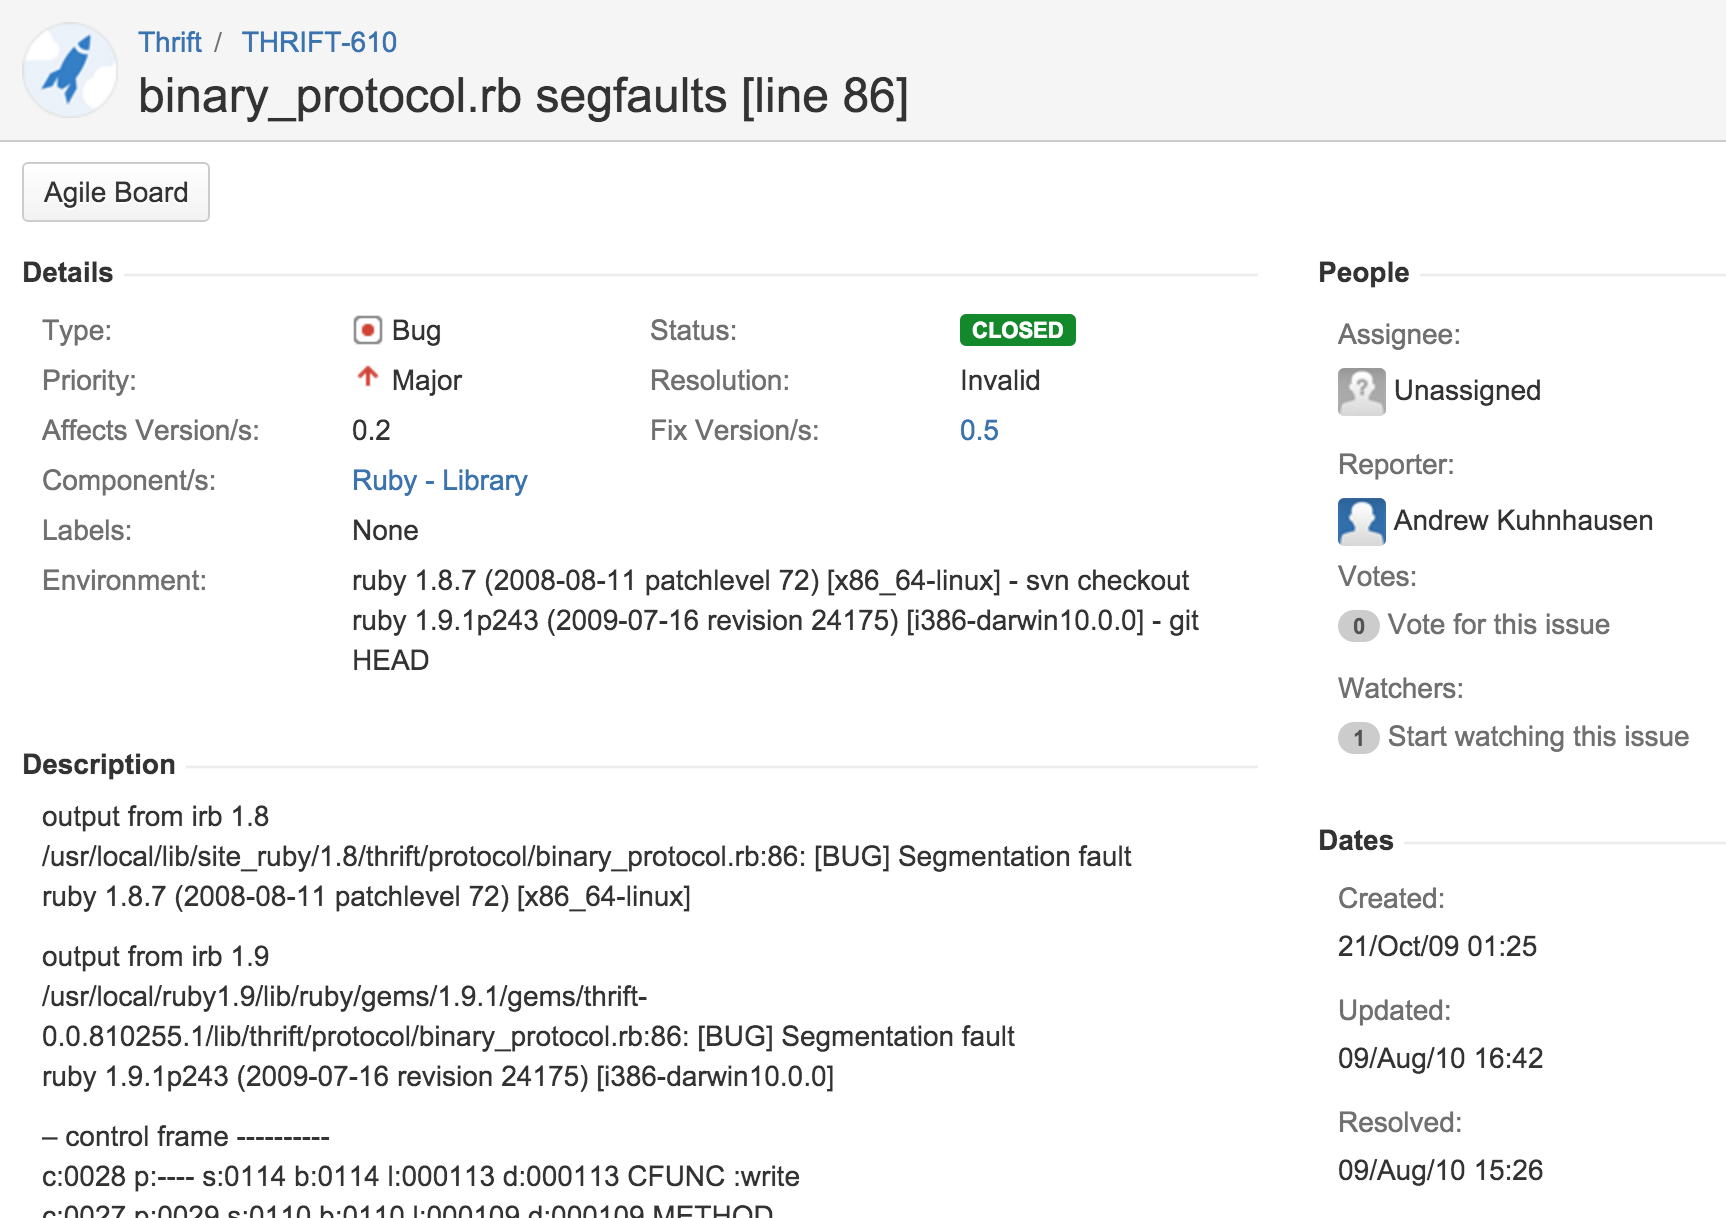 Thrift / THRIFT-610
binary_protocol.rb segfaults [line 86]
Agile Board
Details
Type: Bug Status: CLOSED
Priority: Major Resolution: Invalid
Affects Version/s: 0.2 Fix Version/s: 0.5
Component/s: Ruby - Library
Labels: None
Environment: ruby 1.8.7 (2008-08-11 patchlevel 72) [x86_64-linux] - svn checkout
ruby 1.9.1p243 (2009-07-16 revision 24175) [i386-darwin10.0.0] - git
HEAD
Description
output from irb 1.8
/usr/local/lib/site_ruby/1.8/thrift/protocol/binary_protocol.rb:86: [BUG] Segmentation fault
ruby 1.8.7 (2008-08-11 patchlevel 72) [x86_64-linux]
output from irb 1.9
/usr/local/ruby1.9/lib/ruby/gems/1.9.1/gems/thrift-
0.0.810255.1/lib/thrift/protocol/binary_protocol.rb:86: [BUG] Segmentation fault
ruby 1.9.1p243 (2009-07-16 revision 24175) [i386-darwin10.0.0]
– control frame ----------
c:0028 p:---- s:0114 b:0114 l:000113 d:000113 CFUNC :write
c:0027 p:0029 s:0110 b:0110 l:000109 d:000109 METHOD
People
Assignee:
? Unassigned
Reporter:
Andrew Kuhnhausen
Votes:
0 Vote for this issue
Watchers:
1 Start watching this issue
Dates
Created:
21/Oct/09 01:25
Updated:
09/Aug/10 16:42
Resolved:
09/Aug/10 15:26